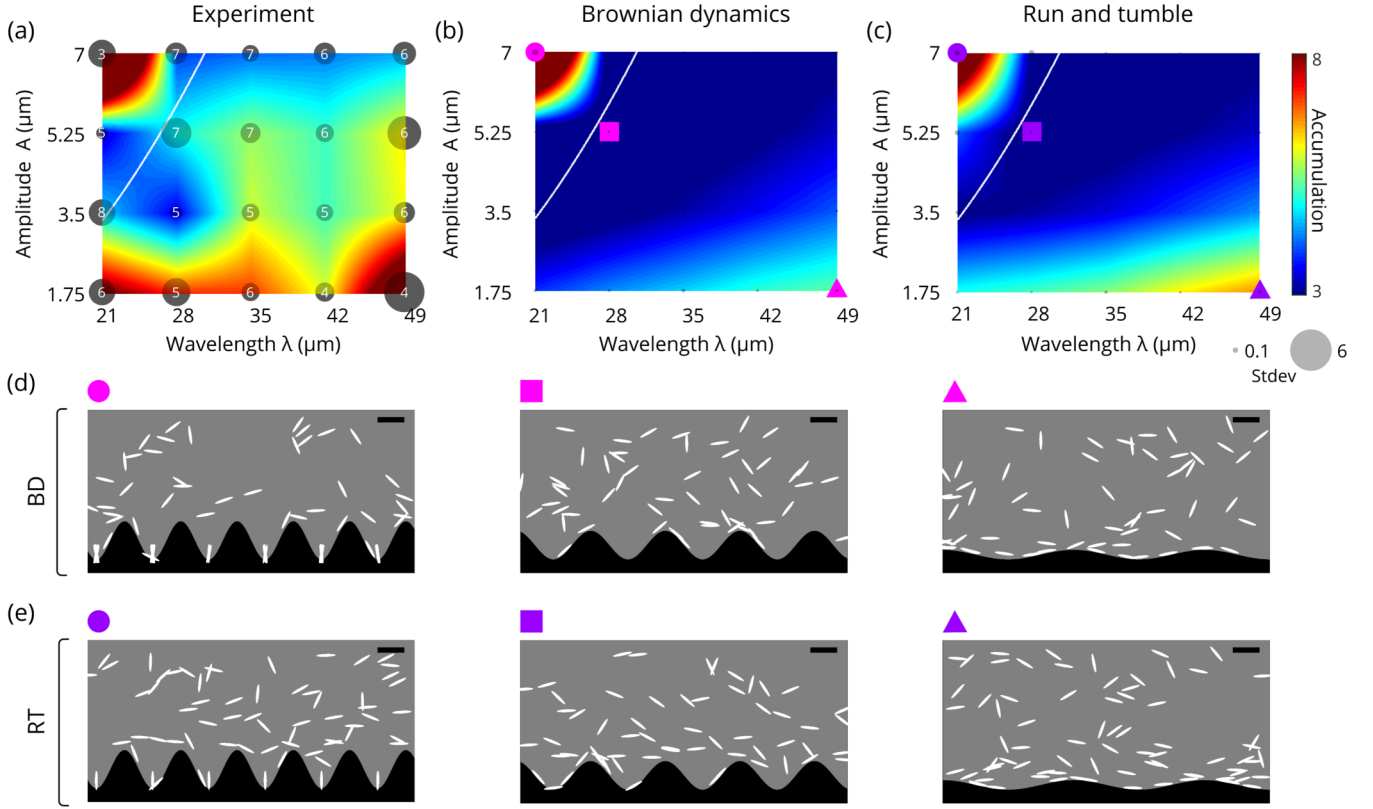 Experiment
Brownian dynamics
Run and tumble
(a)
(b)
(c)
Amplitude A (μm)
7
5.25
3.5
1.75
3 7 7 6 6
5 7 7 6 6
8 5 5 5 6
6 5 6 4 4
21 28 35 42 49
Wavelength λ (μm)
Amplitude A (μm)
7
5.25
3.5
1.75
21 28 35 42 49
Wavelength λ (μm)
Amplitude A (μm)
7
5.25
3.5
1.75
21 28 35 42 49
Wavelength λ (μm)
8
Accumulation
3
0.1 6
Stdev
(d)
BD
(e)
RT